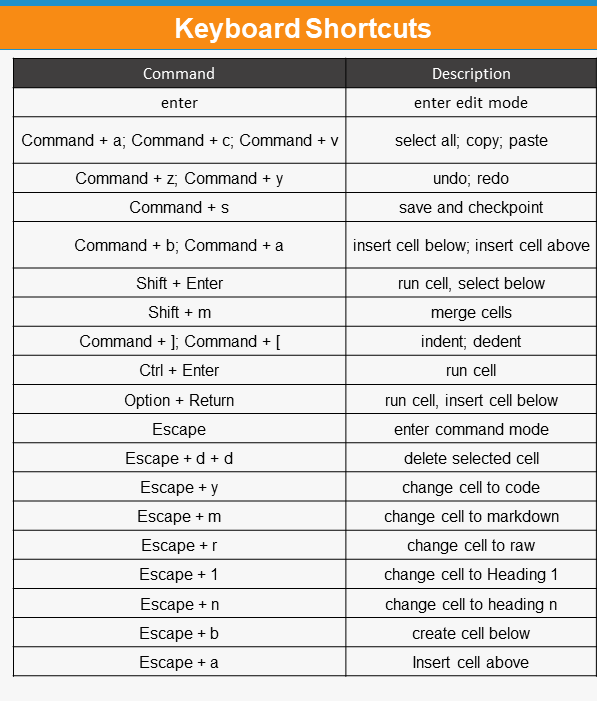 Keyboard Shortcuts
Command Description
enter enter edit mode
Command + a; Command + c; Command + v select all; copy; paste
Command + z; Command + y undo; redo
Command + s save and checkpoint
Command + b; Command + a insert cell below; insert cell above
Shift + Enter run cell, select below
Shift + m merge cells
Command + ]; Command + [ indent; dedent
Ctrl + Enter run cell
Option + Return run cell, insert cell below
Escape enter command mode
Escape + d + d delete selected cell
Escape + y change cell to code
Escape + m change cell to markdown
Escape + r change cell to raw
Escape + 1 change cell to Heading 1
Escape + n change cell to heading n
Escape + b create cell below
Escape + a Insert cell above